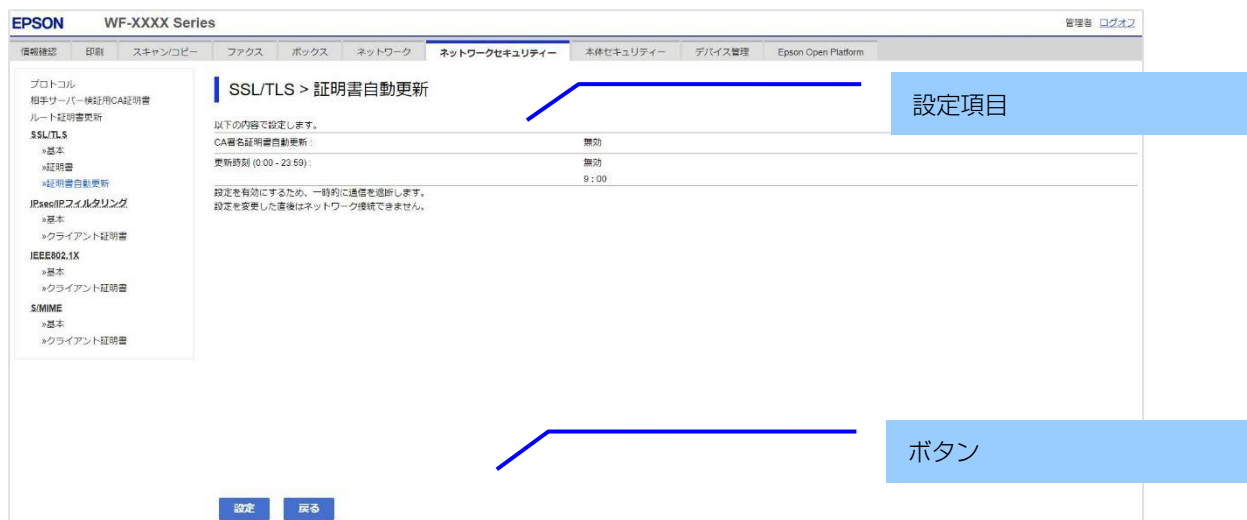 EPSON WF-XXXX Series 管理者 ログオフ
情報確認 印刷 スキャン/コピー ファクス ボックス ネットワーク ネットワークセキュリティー 本体セキュリティー デバイス管理 Epson Open Platform
プロトコル
相手サーバー検証用CA証明書
ルート証明書更新
SSL/TLS
»基本
»証明書
»証明書自動更新
IPsec/IPフィルタリング
»基本
»クライアント証明書
IEEE802.1X
»基本
»クライアント証明書
S/MIME
»基本
»クライアント証明書
SSL/TLS > 証明書自動更新
以下の内容で設定します。
CA署名証明書自動更新 : 無効
更新時刻 (0:00 - 23:59) : 無効
9 : 00
設定を有効にするため、一時的に通信を遮断します。
設定を変更した直後はネットワーク接続できません。
設定 戻る
設定項目
ボタン